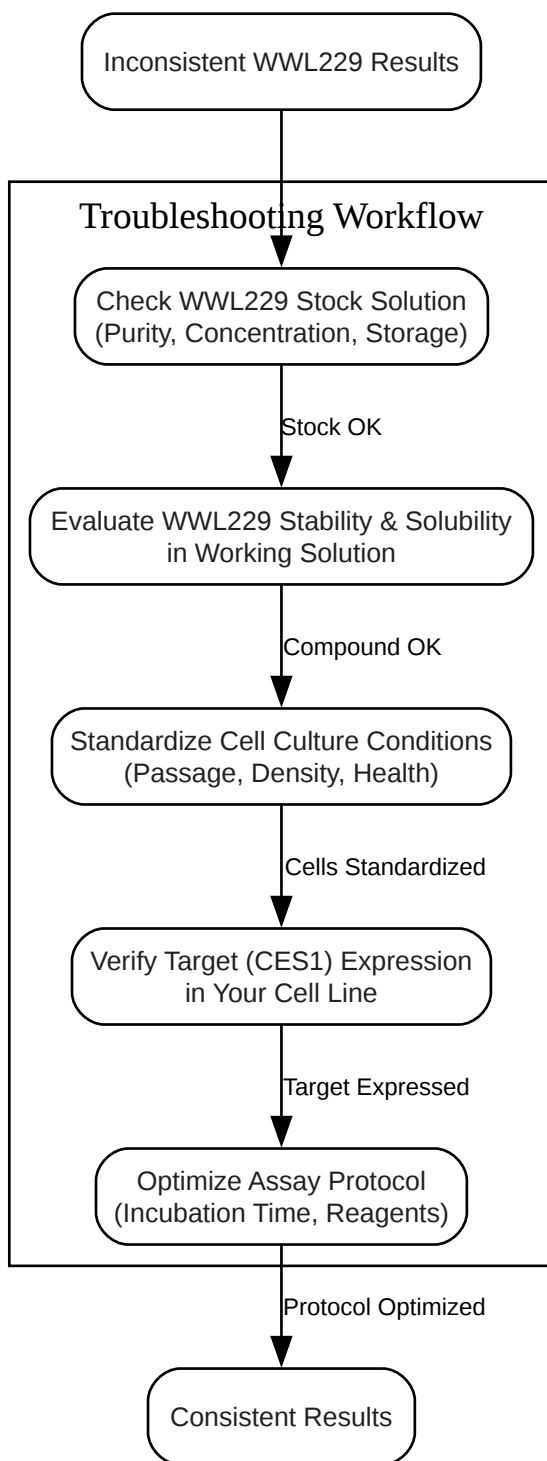 Inconsistent WWL229 Results
Troubleshooting Workflow
Check WWL229 Stock Solution
(Purity, Concentration, Storage)
Stock OK
Evaluate WWL229 Stability & Solubility
in Working Solution
Compound OK
Standardize Cell Culture Conditions
(Passage, Density, Health)
Cells Standardized
Verify Target (CES1) Expression
in Your Cell Line
Target Expressed
Optimize Assay Protocol
(Incubation Time, Reagents)
Protocol Optimized
Consistent Results